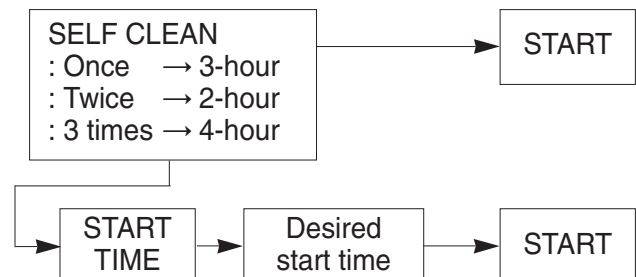 SELF CLEAN
: Once → 3-hour
: Twice → 2-hour
: 3 times → 4-hour
START
START
TIME
Desired
start time
START